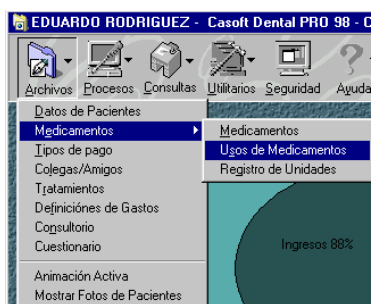 EDUARDO RODRIGUEZ - Casoft Dental PRO 98 - C
Archivos Procesos Consultas Utilitarios Seguridad Ayuda
Datos de Pacientes
Medicamentos
Tipos de pago
Colegas/Amigos
Tratamientos
Definiciónes de Gastos
Consultorio
Cuestionario
Animación Activa
Mostrar Fotos de Pacientes
Medicamentos
Usos de Medicamentos
Registro de Unidades
Ingresos 88%